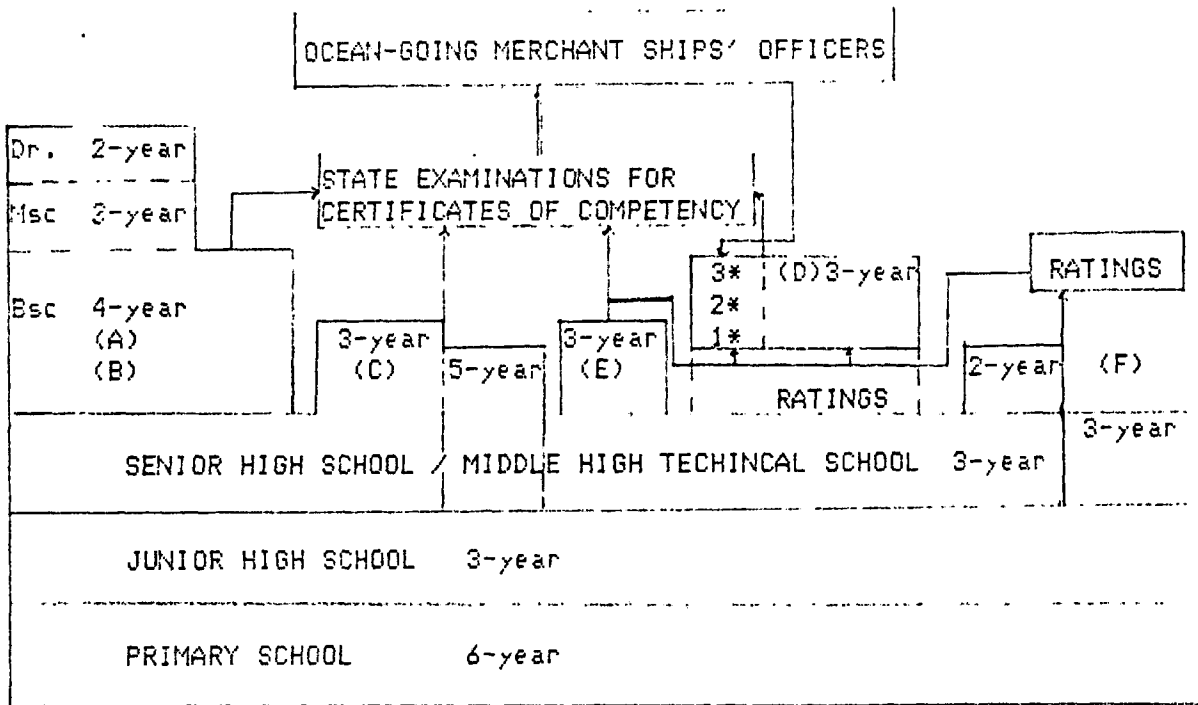 OCEAN-GOING MERCHANT SHIPS' OFFICERS
Dr. 2-year
STATE EXAMINATIONS FOR
CERTIFICATES OF COMPETENCY
Msc 3-year
3* (D) 3-year
RATINGS
Bsc 4-year
2*
(A)
3-year
3-year
1*
(B)
(C)
5-year
(E)
2-year
(F)
RATINGS
3-year
SENIOR HIGH SCHOOL / MIDDLE HIGH TECHINCAL SCHOOL 3-year
JUNIOR HIGH SCHOOL 3-year
PRIMARY SCHOOL 6-year